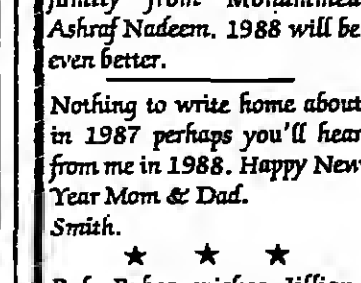 family from Mohammed
Ashraf Nadeem. 1988 will be
even better.
Nothing to write home about
in 1987 perhaps you'll hear
from me in 1988. Happy New
Year Mom & Dad.
Smith.
★ ★ ★
wishes